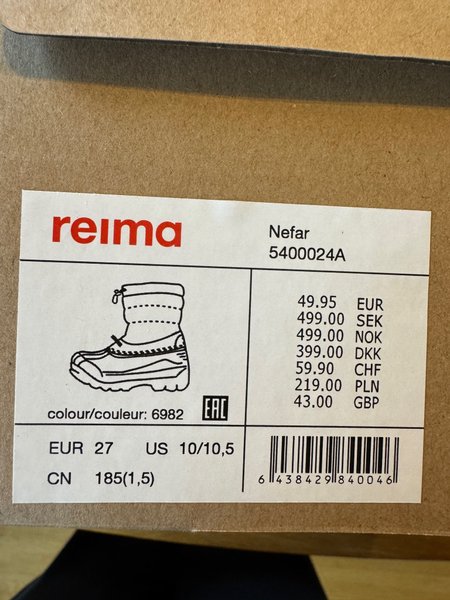 reima
Nefar
5400024A
49.95 EUR
499.00 SEK
499.00 NOK
399.00 DKK
59.90 CHF
219.00 PLN
43.00 GBP
colour/couleur: 6982
EAC
EUR 27 US 10/10,5
CN 185(1,5)
6 438429 840046